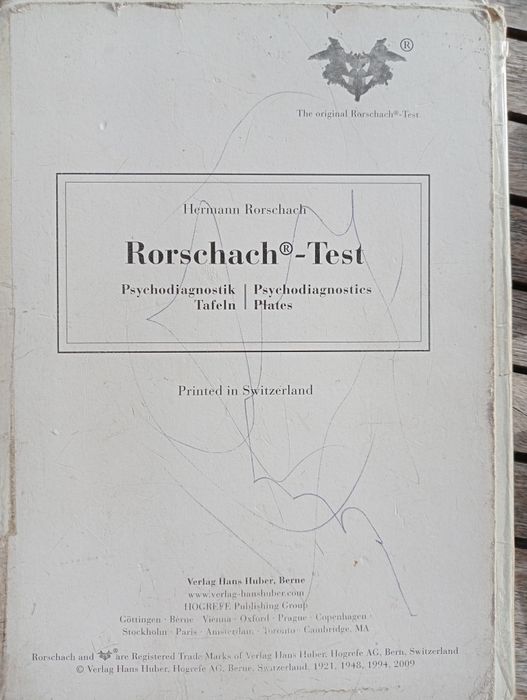 ®
The original Rorschach®-Test
Hermann Rorschach
Rorschach®-Test
Psychodiagnostik | Psychodiagnostics
Tafeln | Plates
Printed in Switzerland
Verlag Hans Huber, Berne
www.verlag-hanshuber.com
HOGREFE Publishing Group
Göttingen · Berne · Vienna · Oxford · Prague · Copenhagen ·
Stockholm · Paris · Amsterdam · Toronto · Cambridge, MA
Rorschach and ® are Registered Trade Marks of Verlag Hans Huber, Hogrefe AG, Bern, Switzerland
© Verlag Hans Huber, Hogrefe AG, Berne, Switzerland, 1921, 1948, 1994, 2009